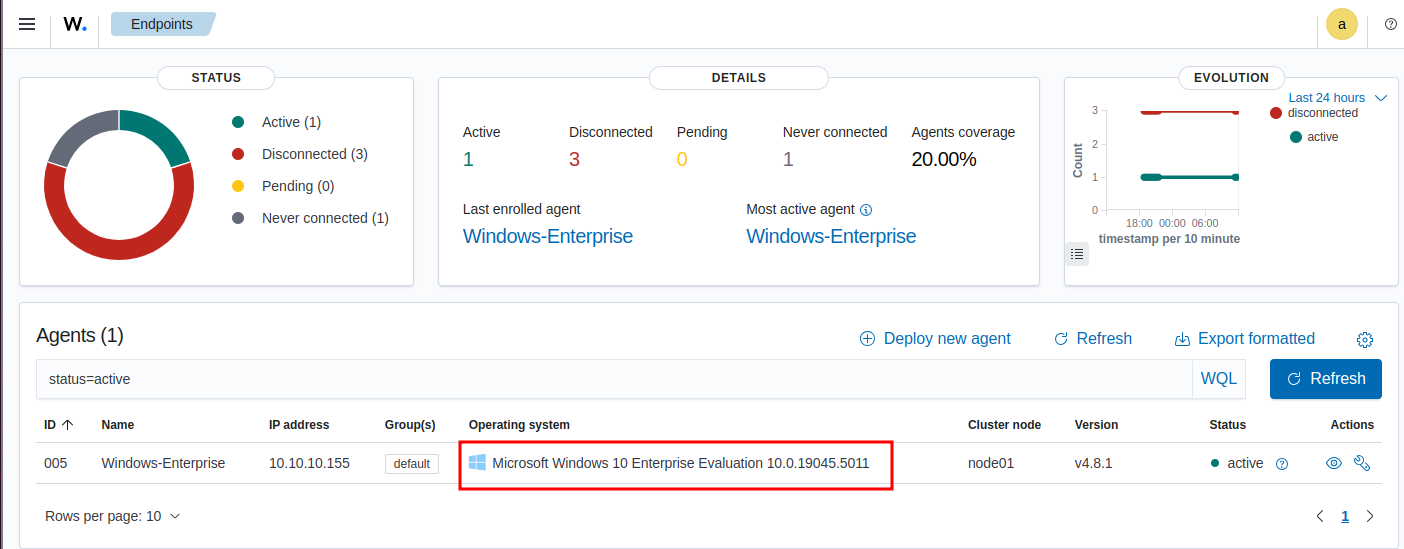 W. Endpoints a
STATUS
Active (1)
Disconnected (3)
Pending (0)
Never connected (1)
DETAILS
Active Disconnected Pending Never connected Agents coverage
1 3 0 1 20.00%
Last enrolled agent Most active agent
Windows-Enterprise Windows-Enterprise
EVOLUTION
Last 24 hours
disconnected
active
3
2
1
0
Count
18:00 00:00 06:00
timestamp per 10 minute
Agents (1) Deploy new agent Refresh Export formatted
status=active WQL Refresh
ID Name IP address Group(s) Operating system Cluster node Version Status Actions
005 Windows-Enterprise 10.10.10.155 default Microsoft Windows 10 Enterprise Evaluation 10.0.19045.5011 node01 v4.8.1 active
Rows per page: 10 1